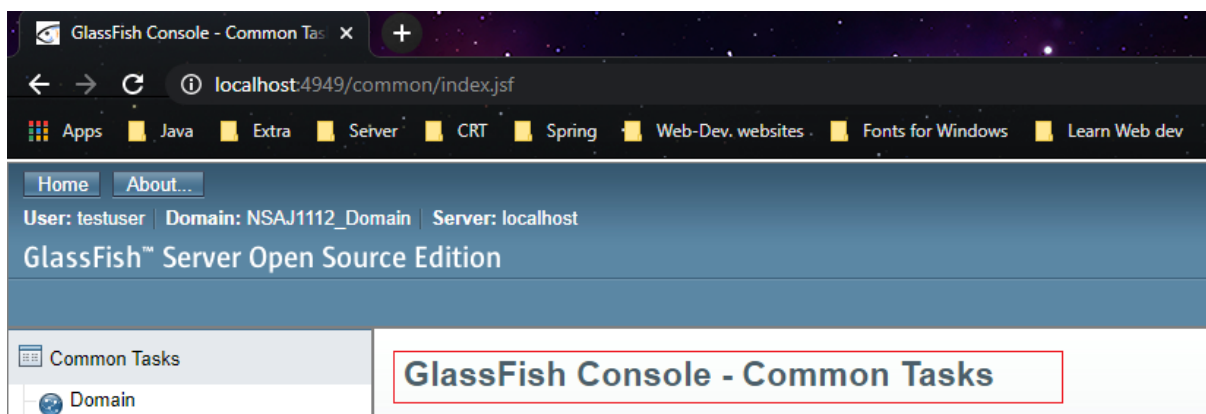 GlassFish Console - Common Tas
localhost:4949/common/index.jsf
Apps Java Extra Server CRT Spring Web-Dev. websites Fonts for Windows Learn Web dev
Home About...
User: testuser Domain: NSAJ1112_Domain Server: localhost
GlassFish™ Server Open Source Edition
Common Tasks
GlassFish Console - Common Tasks
Domain